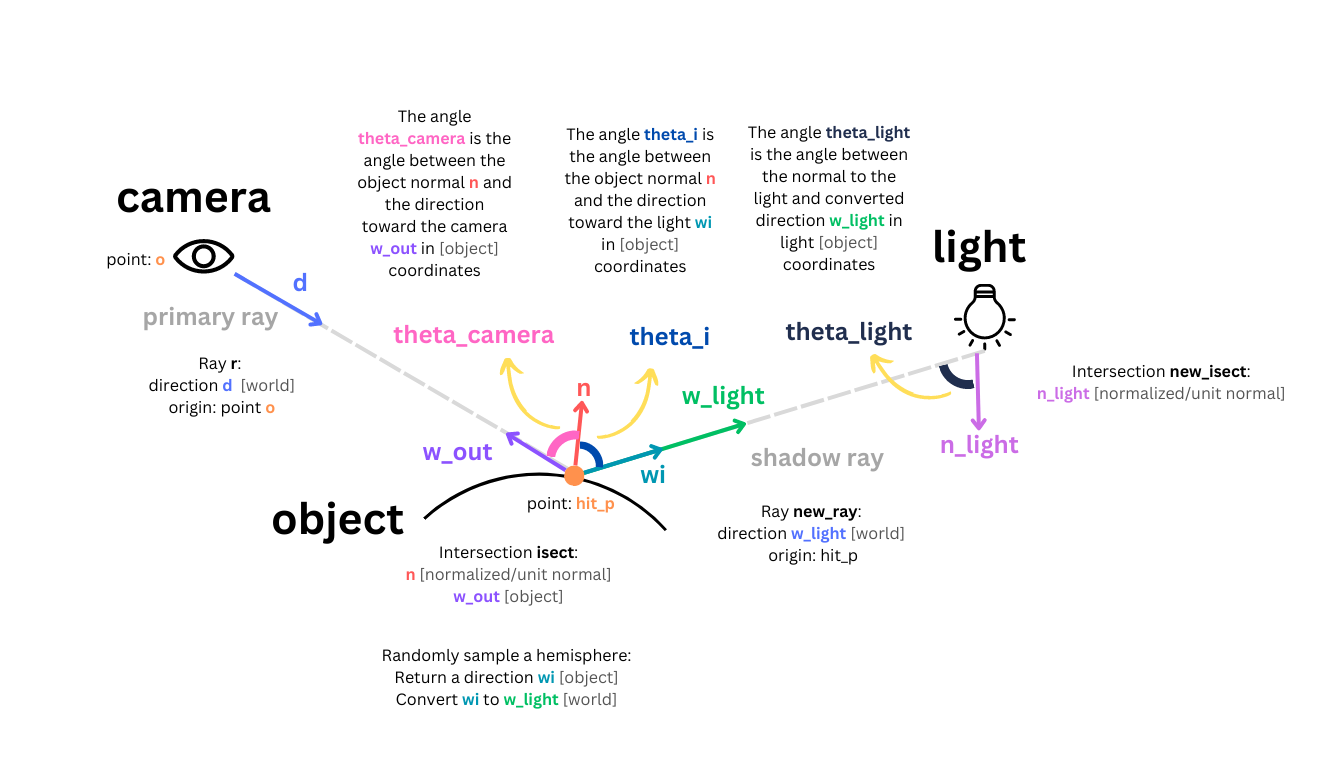 The angle
theta_camera is the
angle between the
object normal n and
the direction
toward the camera
w_out in [object]
coordinates
The angle theta_i is
the angle between
the object normal n
and the direction
toward the light wi
in [object]
coordinates
The angle theta_light
is the angle between
the normal to the
light and converted
direction w_light in
light [object]
coordinates
camera
point: o
d
primary ray
Ray r:
direction d [world]
origin: point o
light
theta_camera
theta_i
theta_light
n
w_light
w_out
wi
shadow ray
n_light
Intersection new_isect:
n_light [normalized/unit normal]
object
point: hit_p
Intersection isect:
n [normalized/unit normal]
w_out [object]
Ray new_ray:
direction w_light [world]
origin: hit_p
Randomly sample a hemisphere:
Return a direction wi [object]
Convert wi to w_light [world]